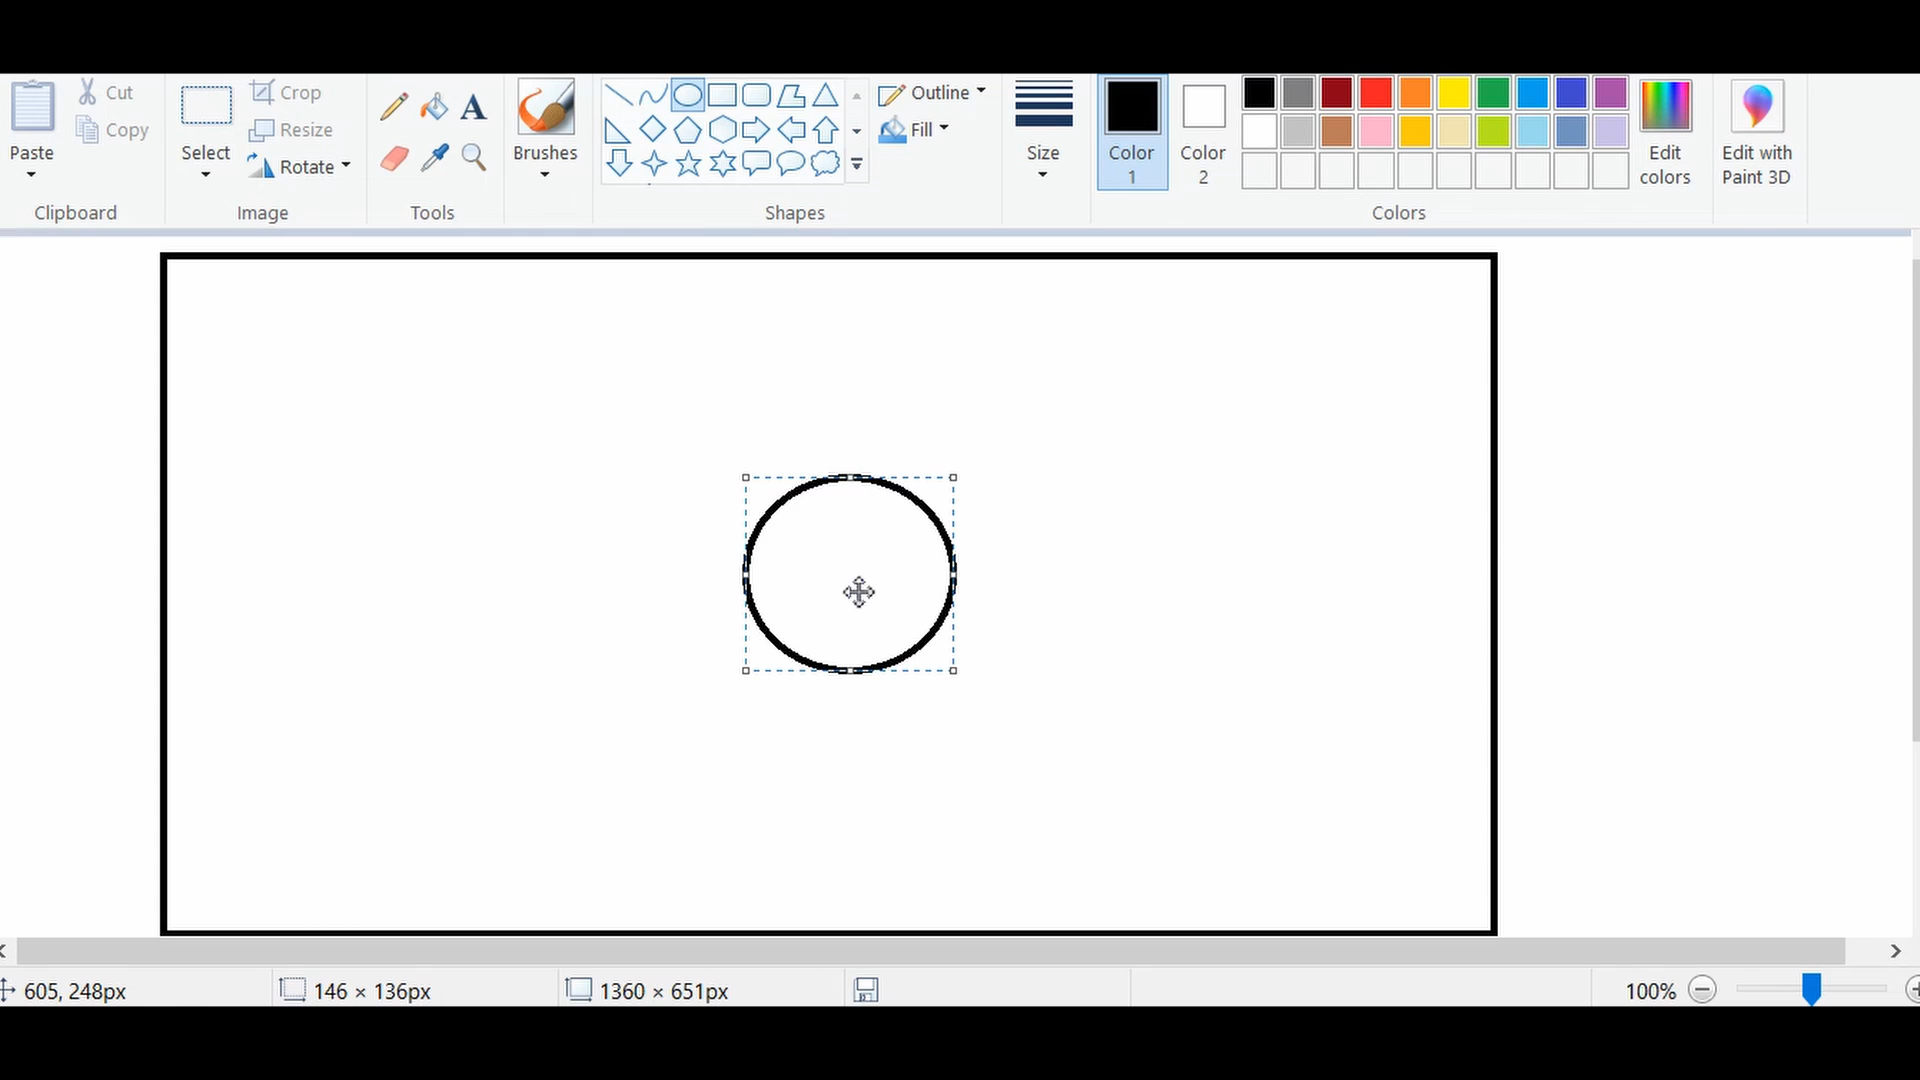 Cut
Crop
Outline
Copy
Resize
Fill
Paste
Select
Rotate
Brushes
Size
Color
1
Color
2
Edit
colors
Edit with
Paint 3D
Clipboard
Image
Tools
Shapes
Colors
605, 248px
146 × 136px
1360 × 651px
100%